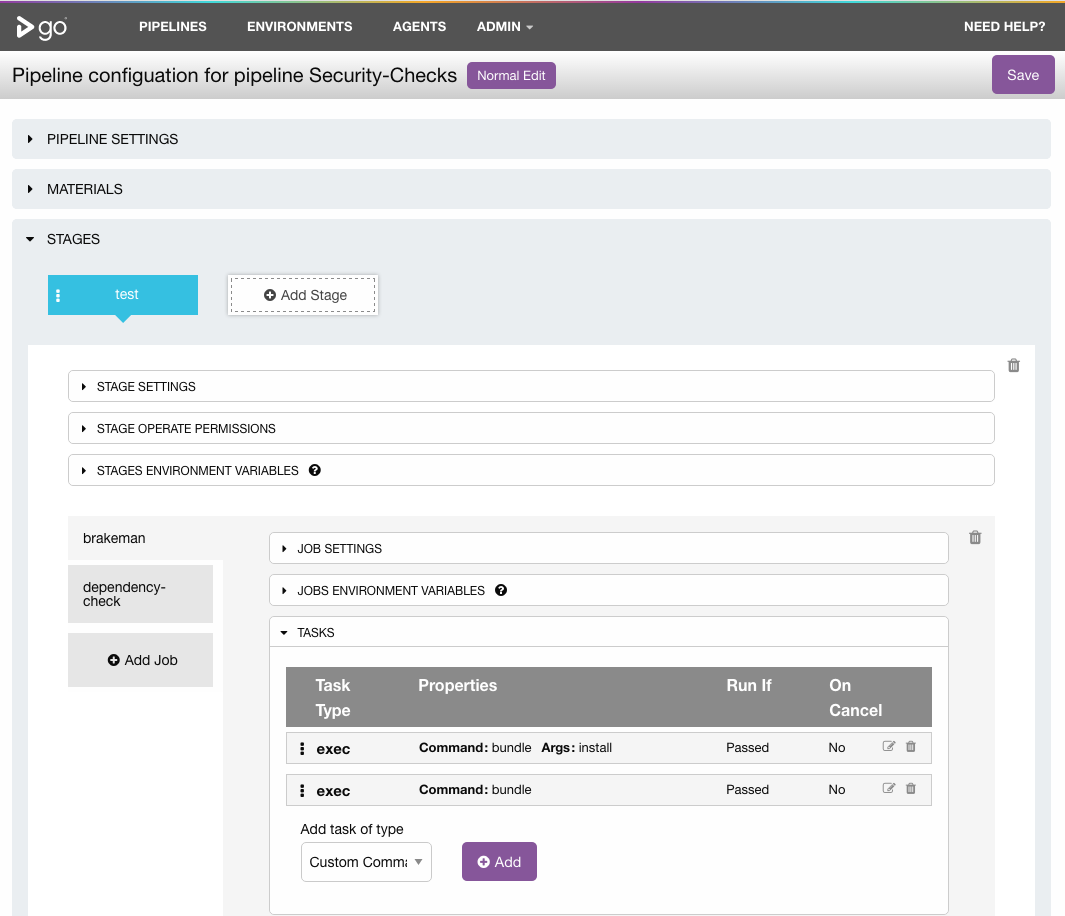 go PIPELINES ENVIRONMENTS AGENTS ADMIN NEED HELP?
Pipeline configuation for pipeline Security-Checks Normal Edit Save
PIPELINE SETTINGS
MATERIALS
STAGES
test Add Stage
STAGE SETTINGS
STAGE OPERATE PERMISSIONS
STAGES ENVIRONMENT VARIABLES ?
brakeman
dependency-
check
Add Job
JOB SETTINGS
JOBS ENVIRONMENT VARIABLES ?
TASKS
Task Properties Run If On
Type Cancel
exec Command: bundle Args: install Passed No
exec Command: bundle Passed No
Add task of type
Custom Comma Add